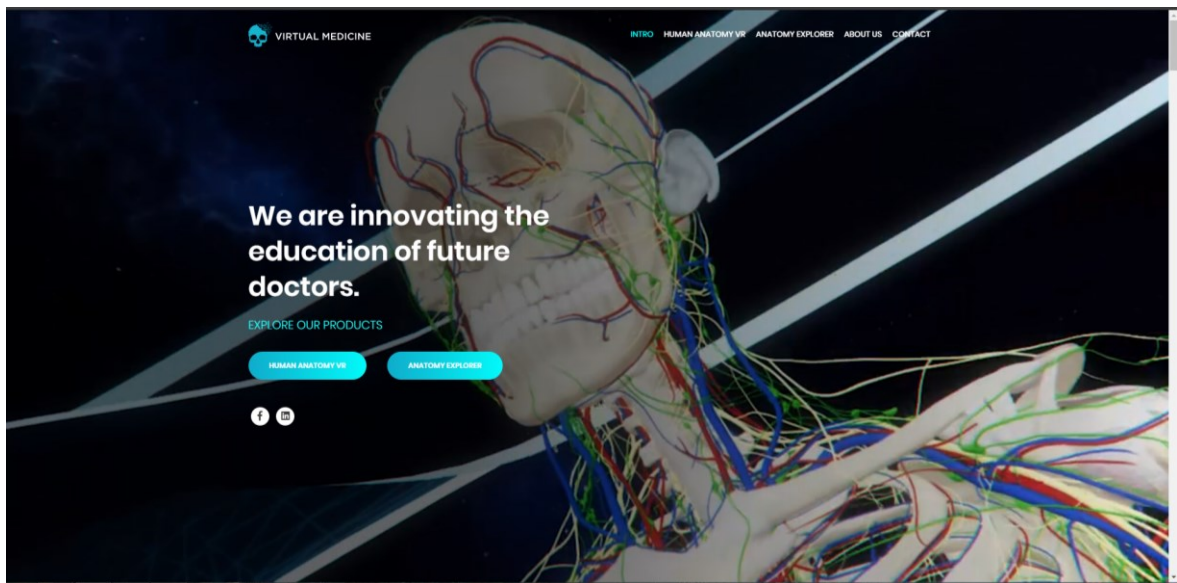 VIRTUAL MEDICINE
INTRO HUMAN ANATOMY VR ANATOMY EXPLORER ABOUT US CONTACT
We are innovating the
education of future
doctors.
EXPLORE OUR PRODUCTS
HUMAN ANATOMY VR ANATOMY EXPLORER
f in